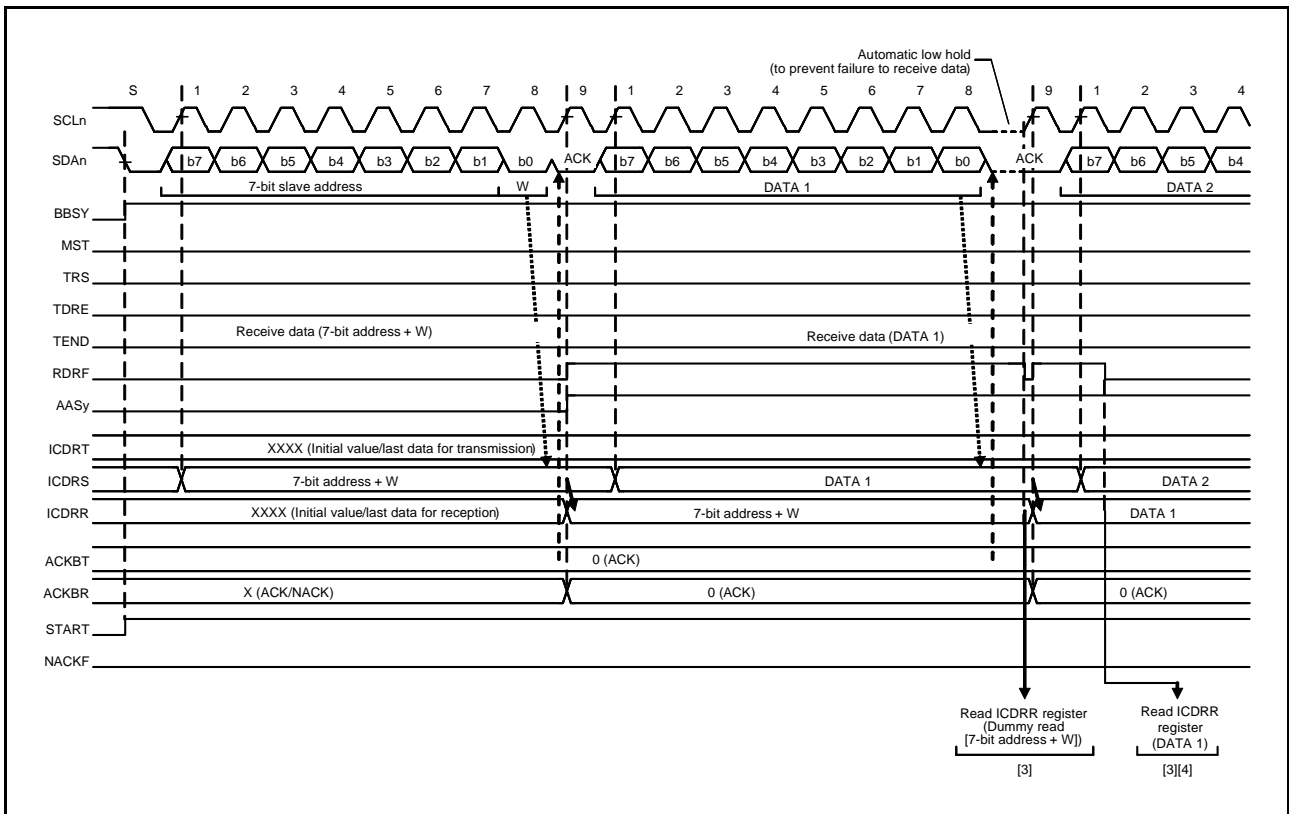 Automatic low hold
(to prevent failure to receive data)
S 1 2 3 4 5 6 7 8 9 1 2 3 4 5 6 7 8 9 1 2 3 4
SCLn
SDAn b7 b6 b5 b4 b3 b2 b1 b0 ACK b7 b6 b5 b4 b3 b2 b1 b0 ACK b7 b6 b5 b4
7-bit slave address W DATA 1 DATA 2
BBSY
MST
TRS
TDRE
Receive data (7-bit address + W) Receive data (DATA 1)
TEND
RDRF
AASy
ICDRT XXXX (Initial value/last data for transmission)
ICDRS 7-bit address + W DATA 1 DATA 2
ICDRR XXXX (Initial value/last data for reception) 7-bit address + W DATA 1
ACKBT 0 (ACK)
ACKBR X (ACK/NACK) 0 (ACK) 0 (ACK)
START
NACKF
Read ICDRR register
(Dummy read
[7-bit address + W])
[3]
Read ICDRR
register
(DATA 1)
[3][4]